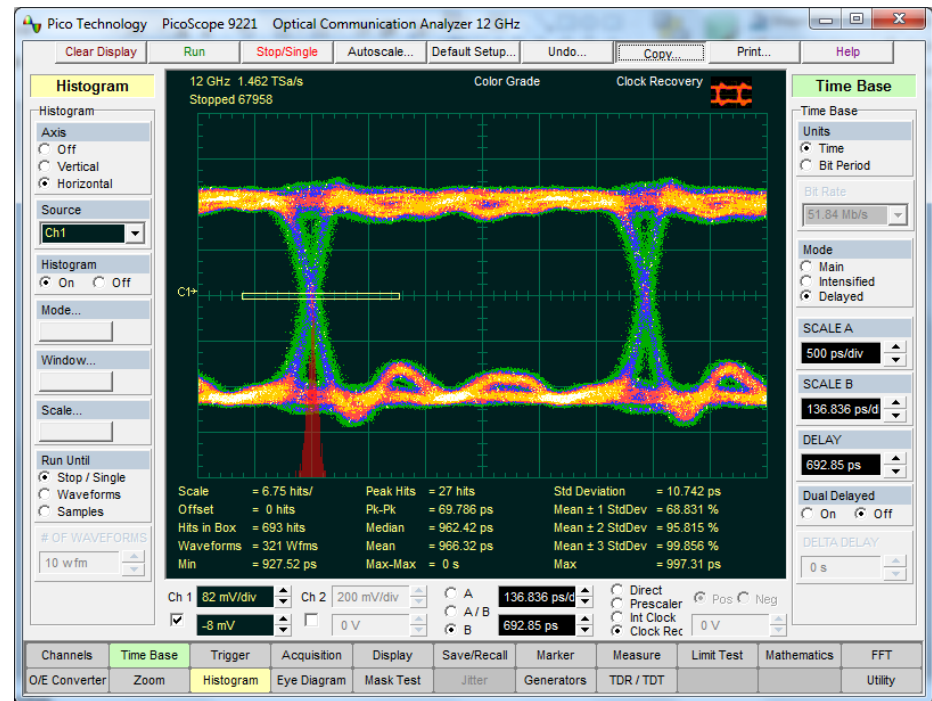 Pico Technology PicoScope 9221 Optical Communication Analyzer 12 GHz
Clear Display Run Stop/Single Autoscale... Default Setup... Undo... Copy... Print... Help
Histogram
Histogram
Axis
Off
Vertical
Horizontal
Source
Ch1
Histogram
On Off
Mode...
Window...
Scale...
Run Until
Stop / Single
Waveforms
Samples
# OF WAVEFORMS
10 wfm
12 GHz 1.462 TSa/s Color Grade Clock Recovery
Stopped 67958
C1
Scale = 6.75 hits/ Peak Hits = 27 hits Std Deviation = 10.742 ps
Offset = 0 hits Pk-Pk = 69.786 ps Mean ± 1 StdDev = 68.831 %
Hits in Box = 693 hits Median = 962.42 ps Mean ± 2 StdDev = 95.815 %
Waveforms = 321 Wfms Mean = 966.32 ps Mean ± 3 StdDev = 99.856 %
Min = 927.52 ps Max-Max = 0 s Max = 997.31 ps
Time Base
Time Base
Units
Time
Bit Period
Bit Rate
51.84 Mb/s
Mode
Main
Intensified
Delayed
SCALE A
500 ps/div
SCALE B
136.836 ps/d
DELAY
692.85 ps
Dual Delayed
On Off
DELTA DELAY
0 s
Ch 1 82 mV/div Ch 2 200 mV/div A 136.836 ps/d Direct
A/B Prescaler Pos Neg
-8 mV 0 V B 692.85 ps Int Clock 0 V
Clock Rec
Channels Time Base Trigger Acquisition Display Save/Recall Marker Measure Limit Test Mathematics FFT
O/E Converter Zoom Histogram Eye Diagram Mask Test Jitter Generators TDR / TDT Utility